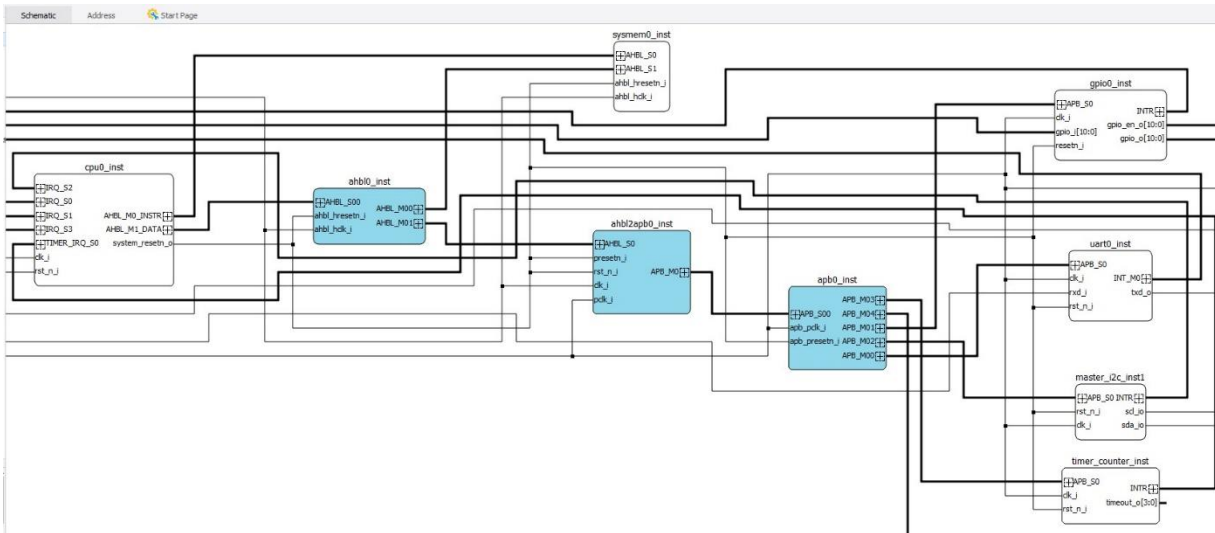 Schematic
Address
Start Page
sysmem0_inst
AHBL_S0
AHBL_S1
ahbl_hresetn_i
ahbl_hclk_i
gpio0_inst
APB_S0
INTR
clk_i
gpio_en_o[10:0]
gpio_i[10:0]
gpio_o[10:0]
resetn_i
cpu0_inst
IRQ_S2
IRQ_S0
IRQ_S1
AHBL_M0_INSTR
IRQ_S3
AHBL_M1_DATA
TIMER_IRQ_S0
system_resetn_o
clk_i
rst_n_i
ahbl0_inst
AHBL_S00
AHBL_M00
ahbl_hresetn_i
AHBL_M01
ahbl_hclk_i
ahbl2apb0_inst
AHBL_S0
presetn_i
rst_n_i
APB_M0
clk_i
pclk_i
apb0_inst
APB_M03
APB_S00
APB_M04
apb_pclk_i
APB_M01
apb_presetn_i
APB_M02
APB_M00
uart0_inst
APB_S0
clk_i
INT_M0
rxd_i
txd_o
rst_n_i
master_i2c_inst1
APB_S0
INTR
rst_n_i
scl_io
clk_i
sda_io
timer_counter_inst
APB_S0
INTR
clk_i
timeout_o[3:0]
rst_n_i